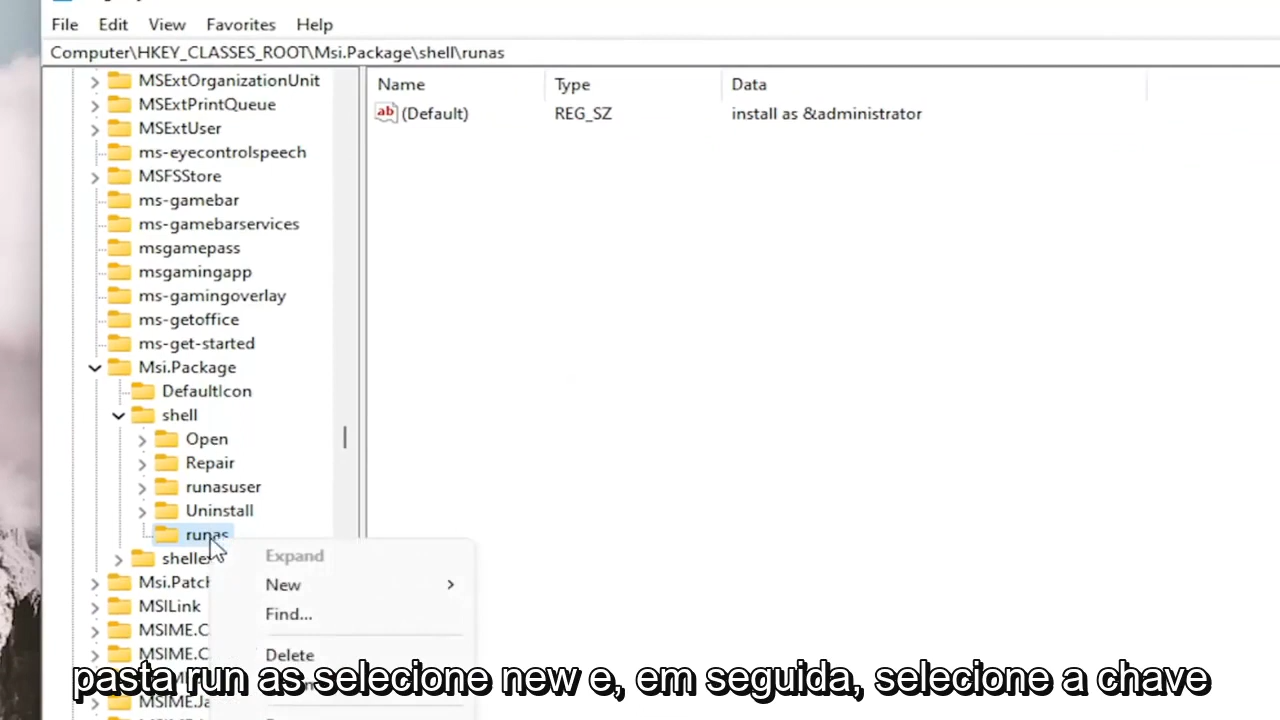 File Edit View Favorites Help
Computer\HKEY_CLASSES_ROOT\Msi.Package\shell\runas
Name Type Data
(Default) REG_SZ install as &administrator
MSExtOrganizationUnit
MSExtPrintQueue
MSExtUser
ms-eyecontrolspeech
MSFSStore
ms-gamebar
ms-gamebarservices
msgamepass
msgamingapp
ms-gamingoverlay
ms-getoffice
ms-get-started
Msi.Package
DefaultIcon
shell
Open
Repair
runasuser
Uninstall
runas
Msi.Patch
MSILink
Expand
New
Find...
Delete
pasta run as selecione new e, em seguida, selecione a chave